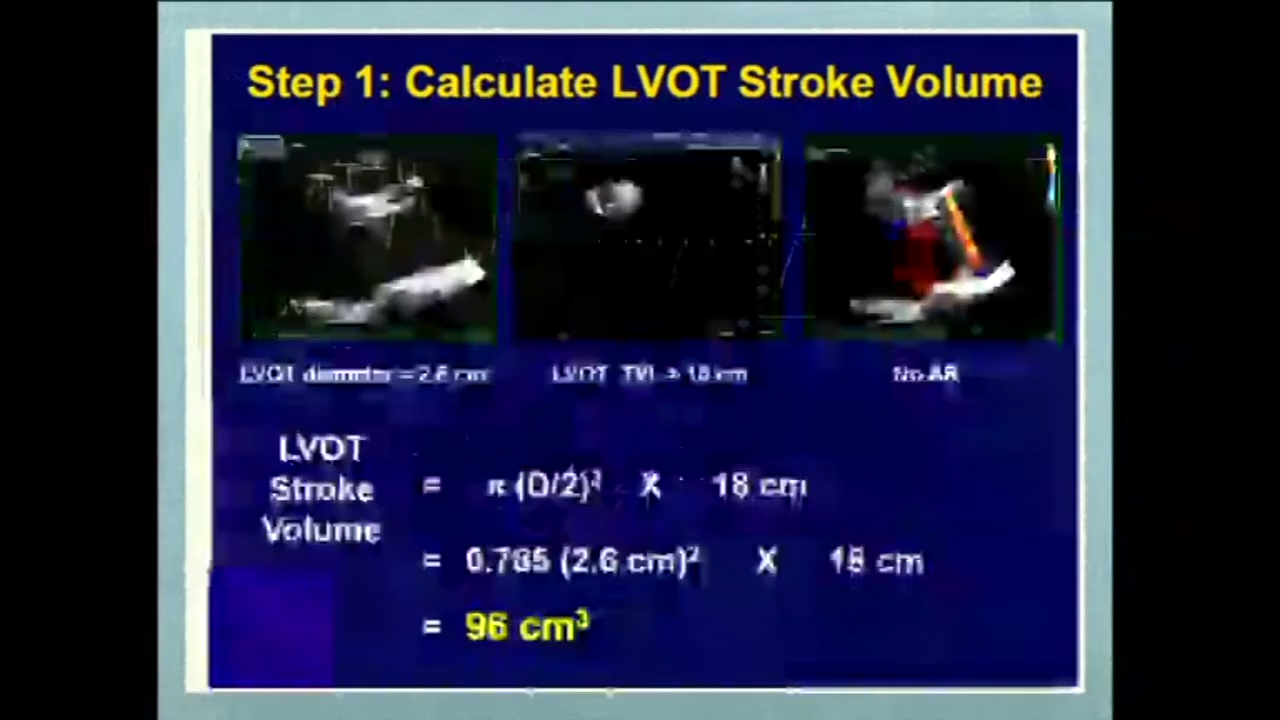 Step 1: Calculate LVOT Stroke Volume
LVOT diameter = 2.6 cm
LVOT TVI = 18 cm
No AR
LVOT
Stroke
Volume
= π (D/2)² X 18 cm
= 0.785 (2.6 cm)² X 18 cm
= 96 cm³